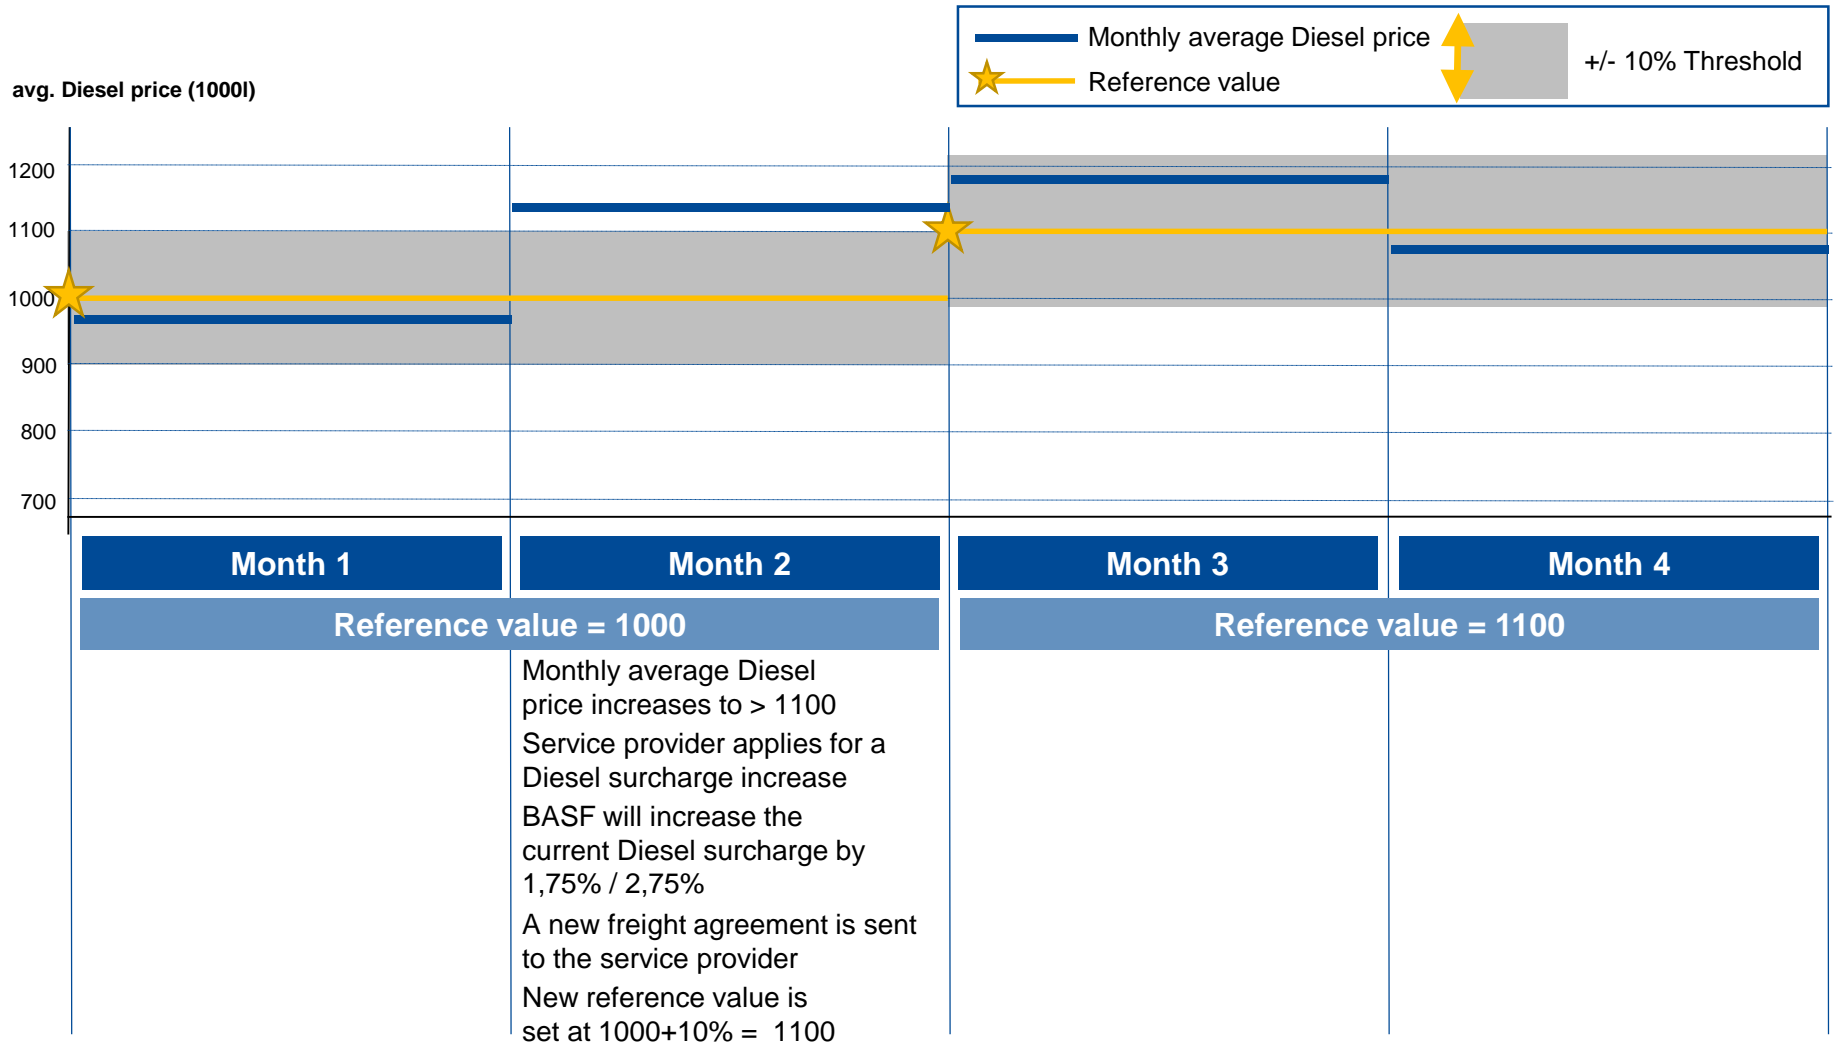 Monthly average Diesel price
Reference value
+/- 10% Threshold
avg. Diesel price (1000l)
1200
1100
1000
900
800
700
Month 1
Month 2
Month 3
Month 4
Reference value = 1000
Reference value = 1100
Monthly average Diesel
price increases to > 1100
Service provider applies for a
Diesel surcharge increase
BASF will increase the
current Diesel surcharge by
1,75% / 2,75%
A new freight agreement is sent
to the service provider
New reference value is
set at 1000+10% = 1100